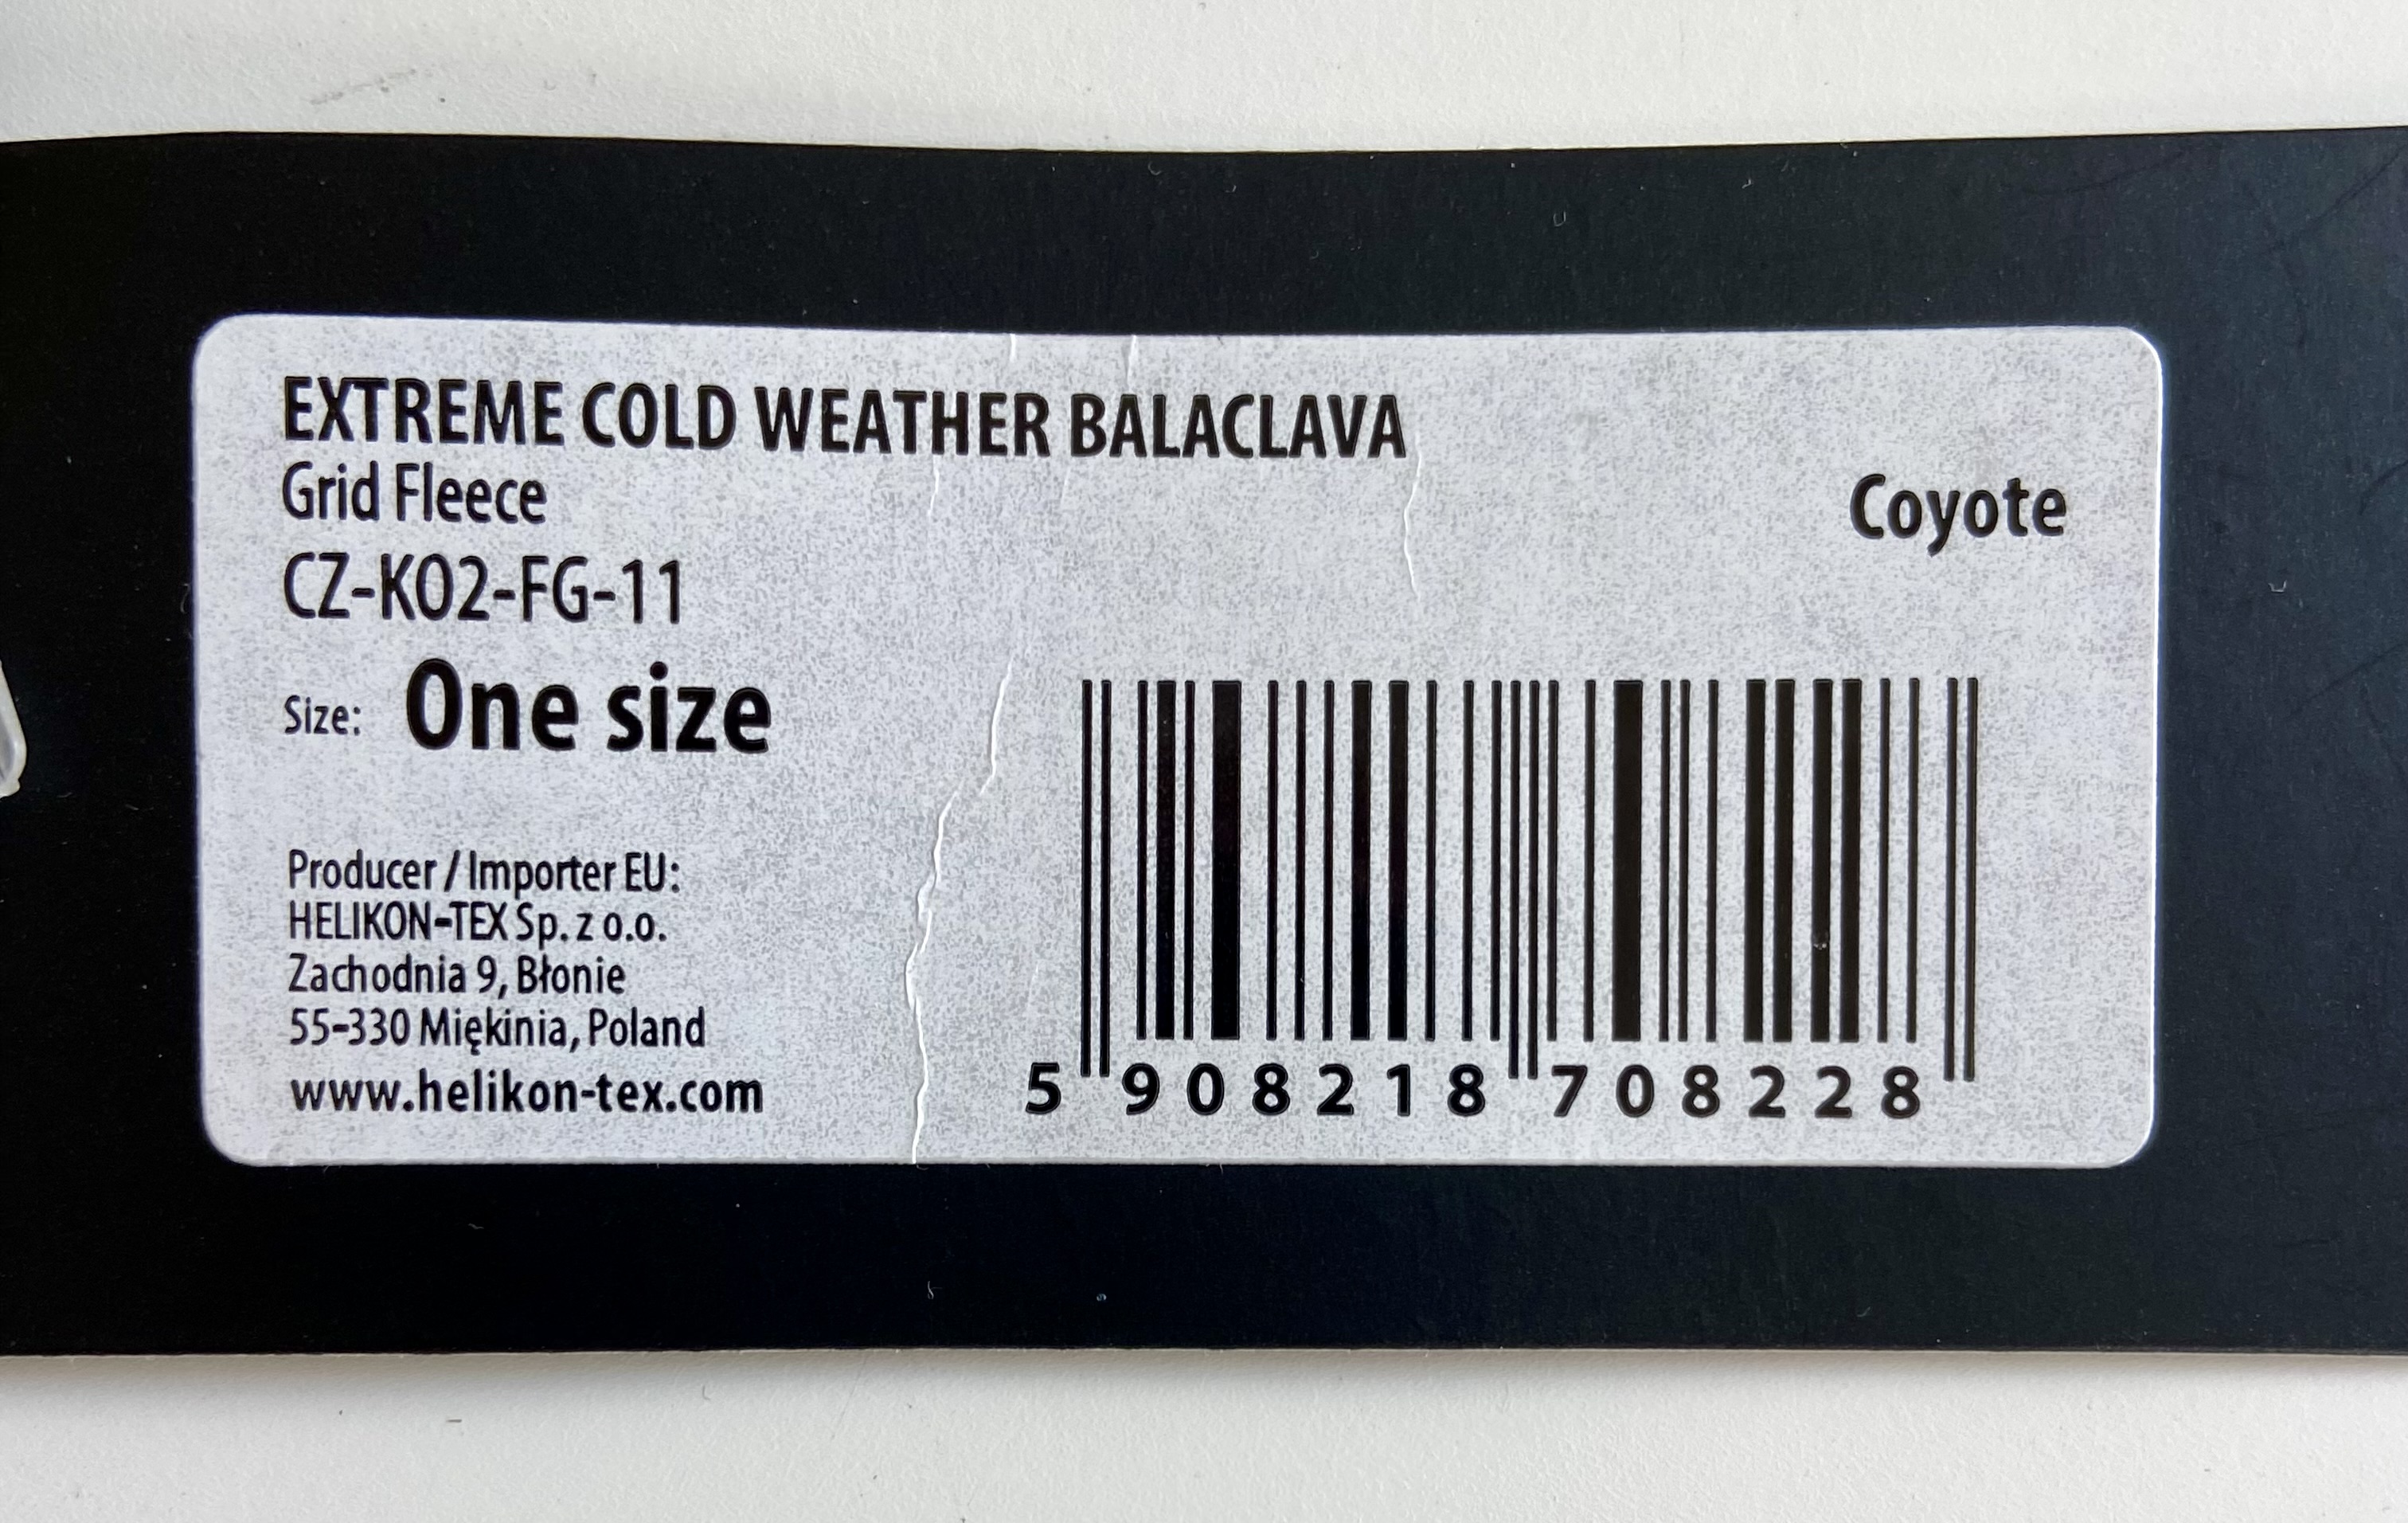 EXTREME COLD WEATHER BALACLAVA
Grid Fleece
Coyote
CZ-KO2-FG-11
Size: One size
Producer / Importer EU:
HELIKON-TEX Sp. z o.o.
Zachodnia 9, Błonie
55-330 Miękinia, Poland
www.helikon-tex.com
5 908218 708228